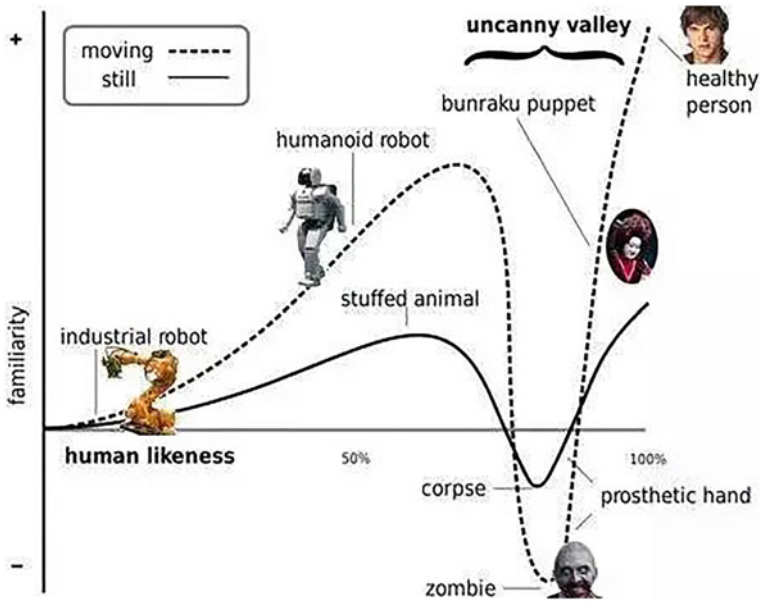 +
uncanny valley
moving
still
healthy
person
bunraku puppet
humanoid robot
stuffed animal
familiarity
industrial robot
human likeness
50%
100%
corpse
prosthetic hand
–
zombie